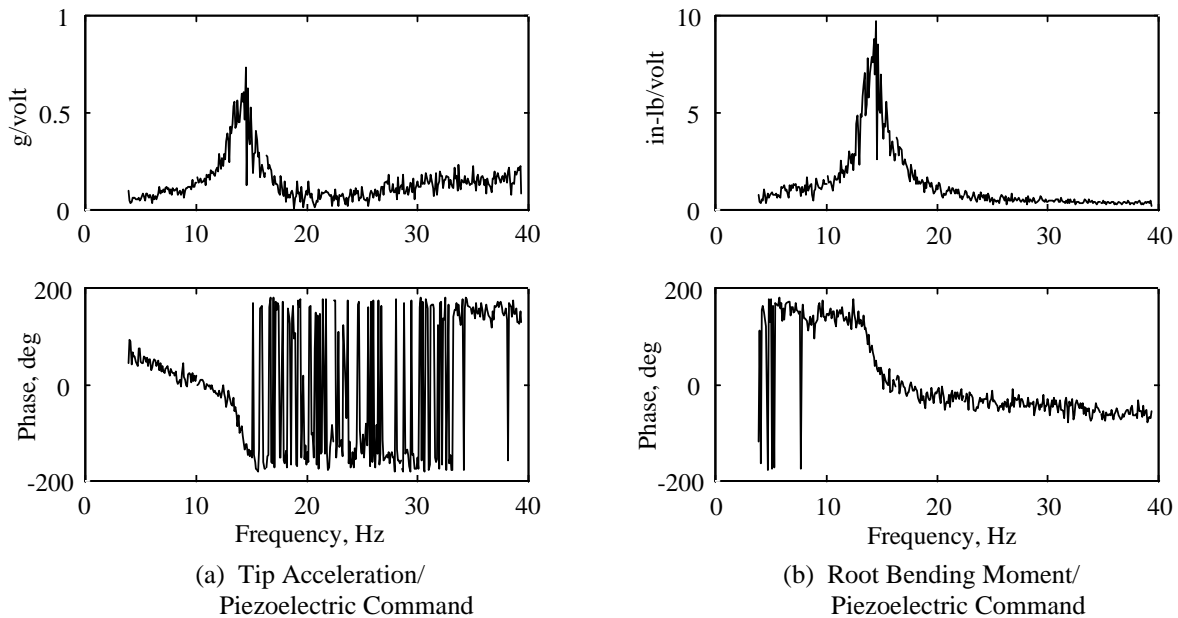 1
0.5
0
g/volt
0 10 20 30 40
200
0
-200
Phase, deg
0 10 20 30 40
Frequency, Hz
(a) Tip Acceleration/
Piezoelectric Command
10
5
0
in-lb/volt
0 10 20 30 40
200
0
-200
Phase, deg
0 10 20 30 40
Frequency, Hz
(b) Root Bending Moment/
Piezoelectric Command